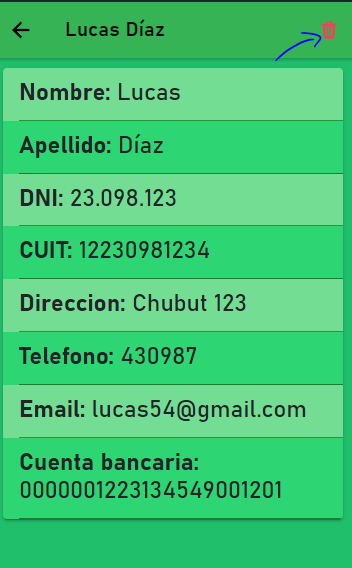 Lucas Díaz
Nombre: Lucas
Apellido: Díaz
DNI: 23.098.123
CUIT: 12230981234
Direccion: Chubut 123
Telefono: 430987
Email: lucas54@gmail.com
Cuenta bancaria:
0000001223134549001201